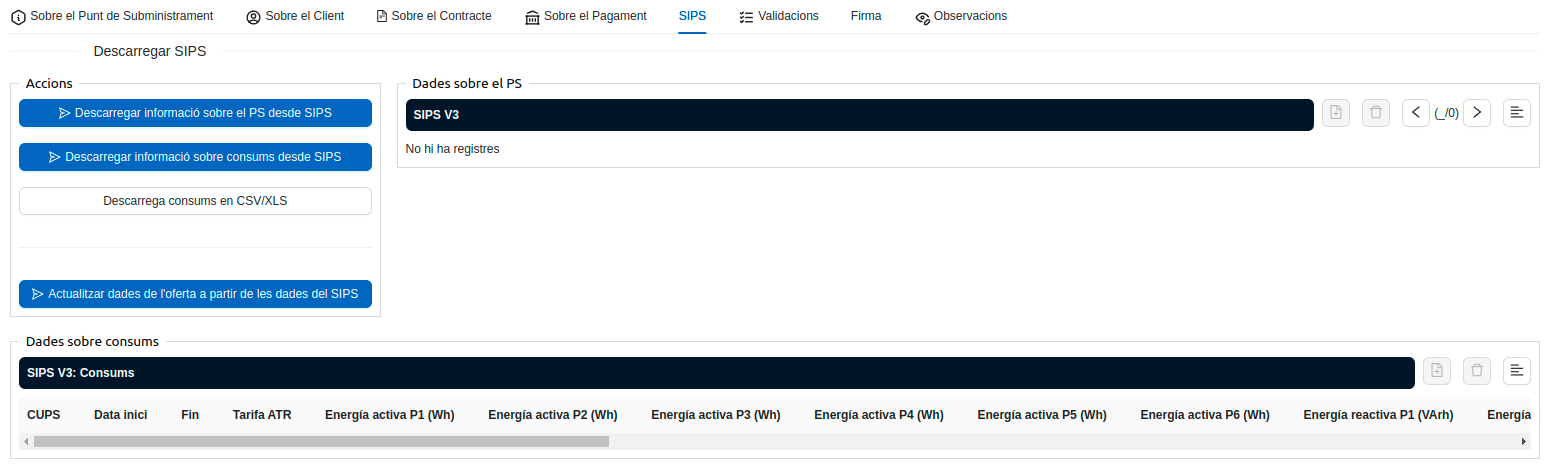 Sobre el Punt de Subministrament Sobre el Client Sobre el Contracte Sobre el Pagament SIPS Validacions Firma Observacions
Descarregar SIPS
Accions
Descarregar informació sobre el PS desde SIPS
Descarregar informació sobre consums desde SIPS
Descarrega consums en CSV/XLS
Actualitzar dades de l'oferta a partir de les dades del SIPS
Dades sobre el PS
SIPS V3 (_/0)
No hi ha registres
Dades sobre consums
SIPS V3: Consums
CUPS Data inici Fin Tarifa ATR Energía activa P1 (Wh) Energía activa P2 (Wh) Energía activa P3 (Wh) Energía activa P4 (Wh) Energía activa P5 (Wh) Energía activa P6 (Wh) Energía reactiva P1 (VArh) Energía